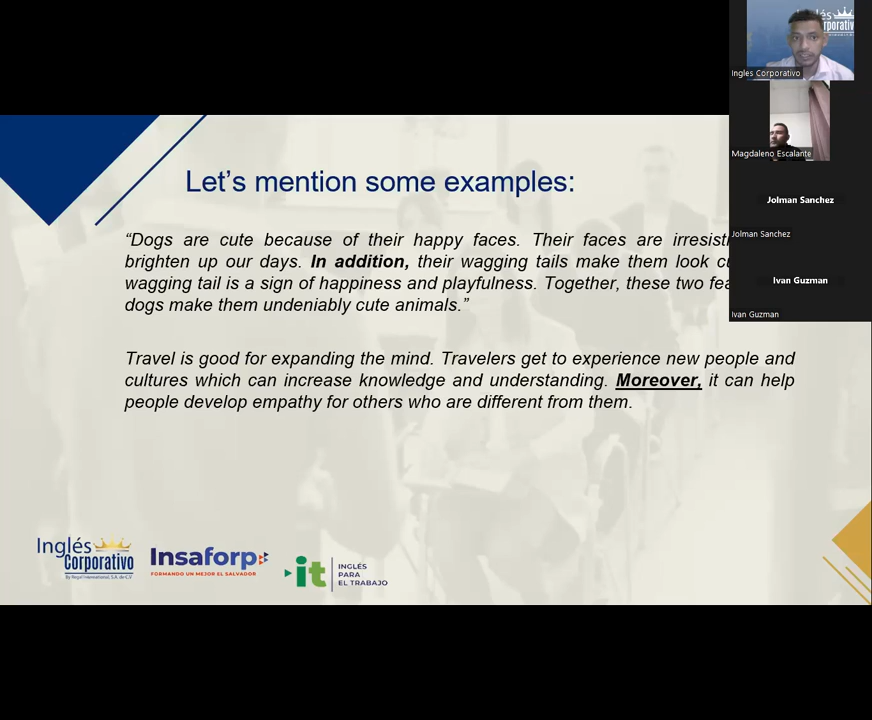 Let’s mention some examples:
“Dogs are cute because of their happy faces. Their faces are
brighten up our days. In addition, their wagging tails make them look
wagging tail is a sign of happiness and playfulness. Together, these two
dogs make them undeniably cute animals.”
Travel is good for expanding the mind. Travelers get to experience new people and
cultures which can increase knowledge and understanding. Moreover, it can help
people develop empathy for others who are different from them.
Inglés
Corporativo
By Regal International, S.A. de C.V
Insaforp
FORMANDO UN MEJOR EL SALVADOR
it
INGLÉS
PARA
EL TRABAJO
Ingles Corporativo
Magdaleno Escalante
Jolman Sanchez
Jolman Sanchez
Ivan Guzman
Ivan Guzman